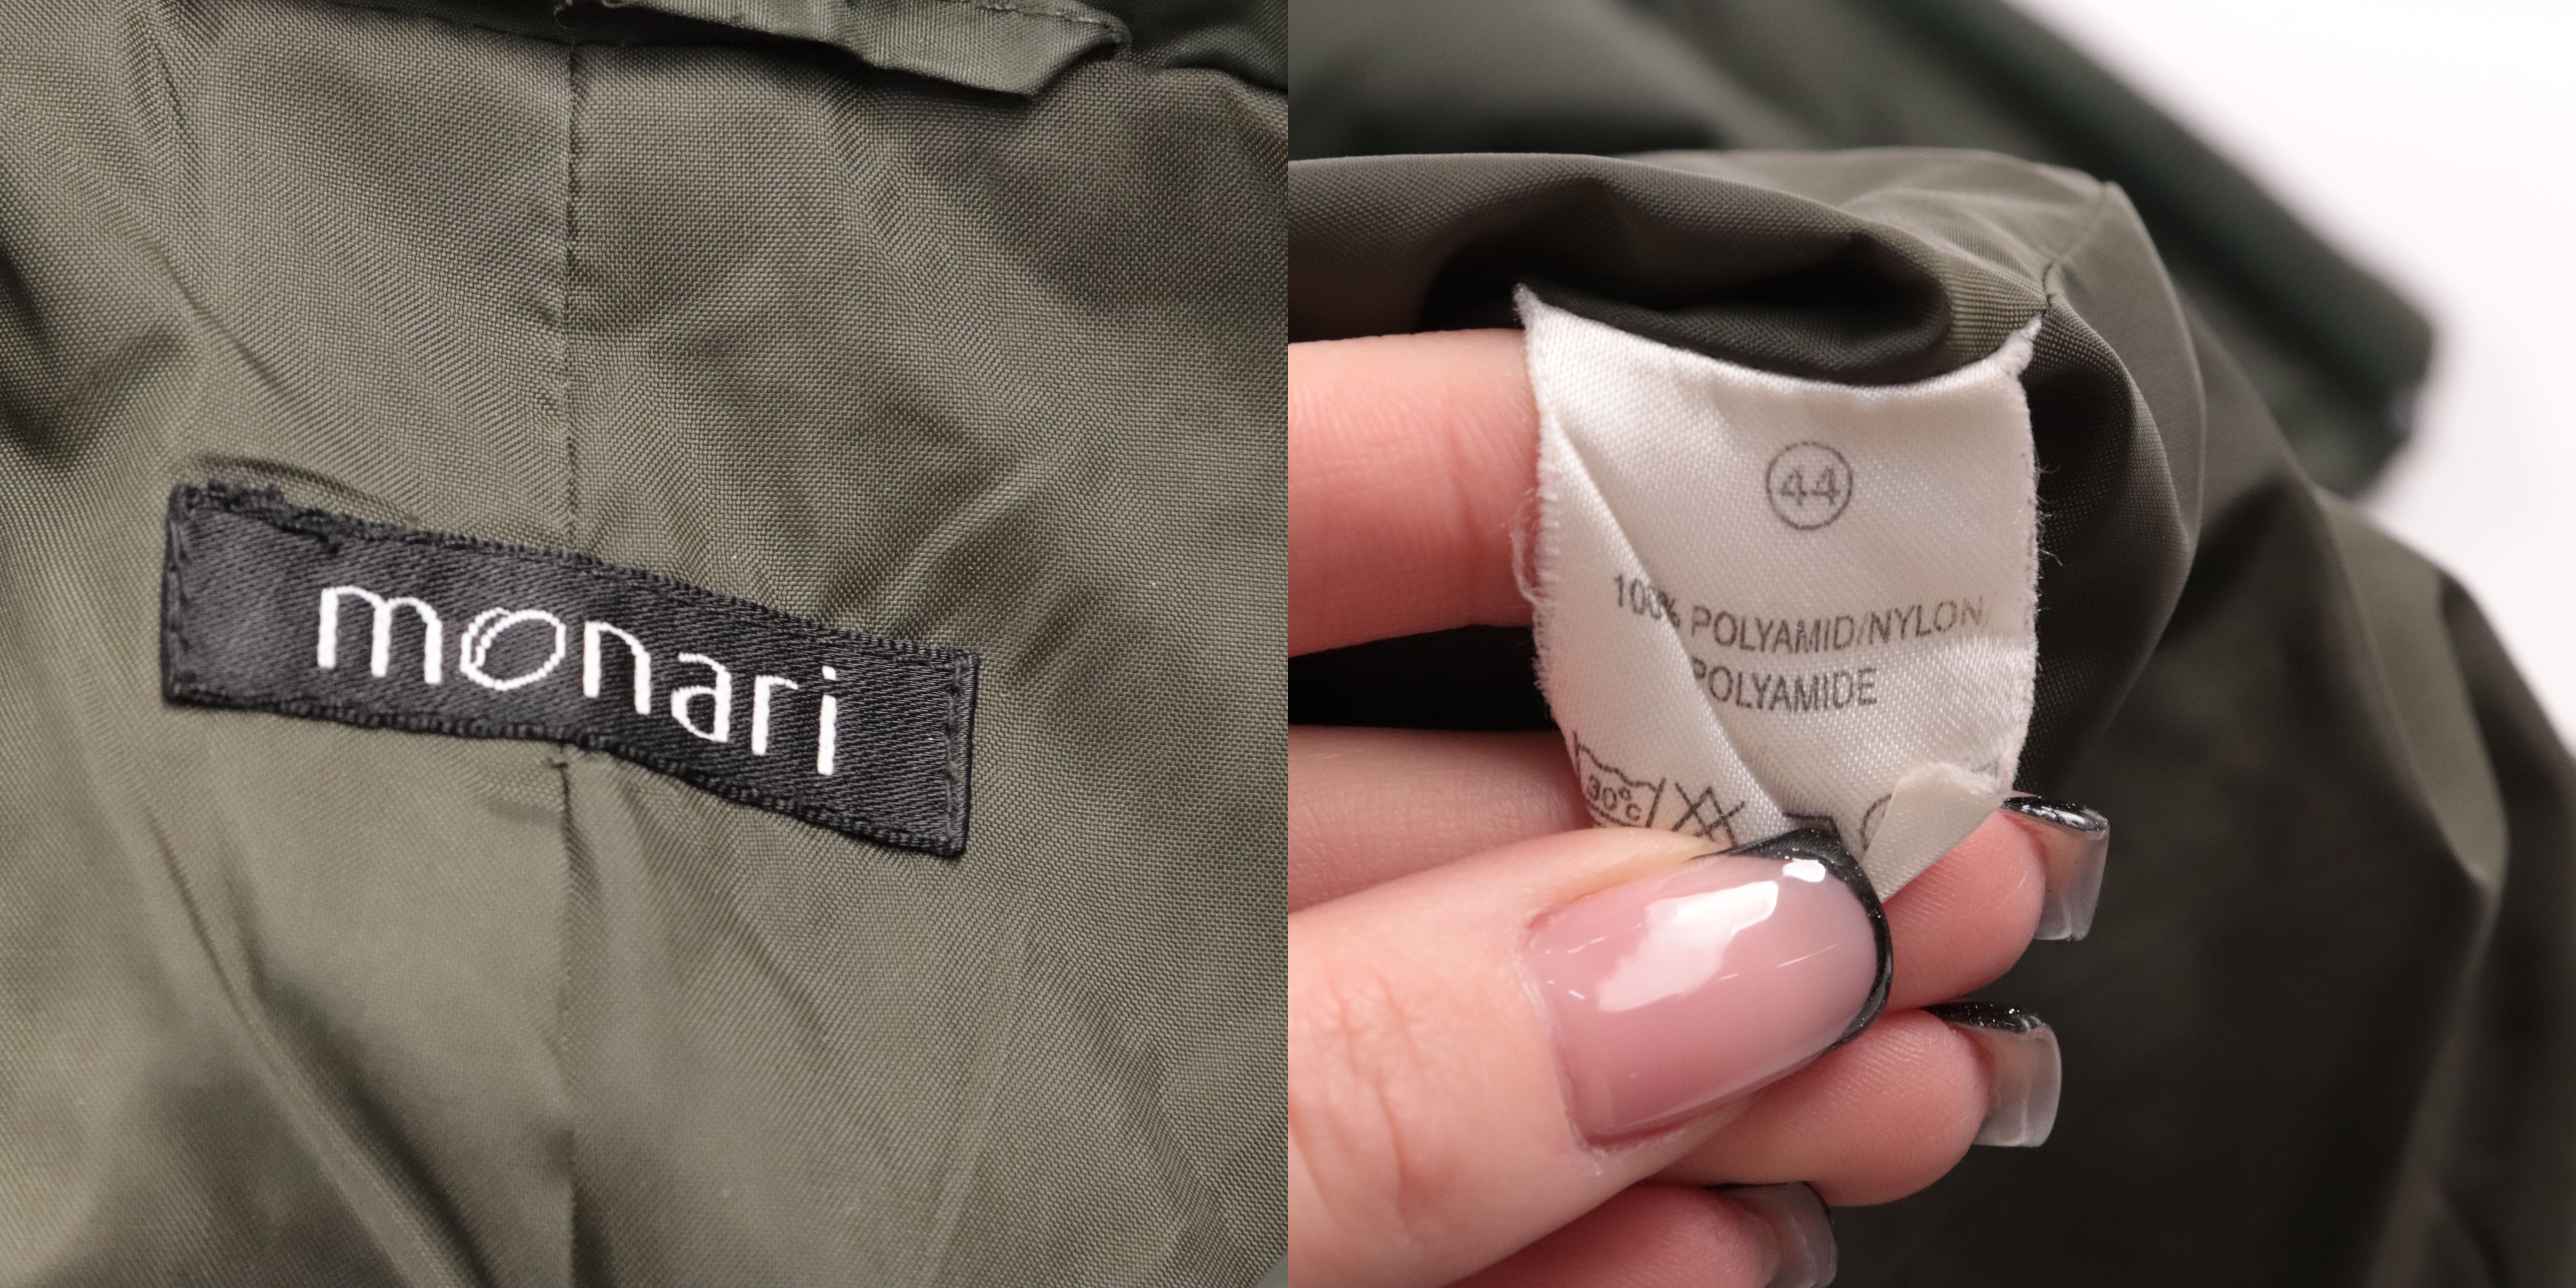 monari
44
100% POLYAMID/NYLON/
POLYAMIDE
30°c